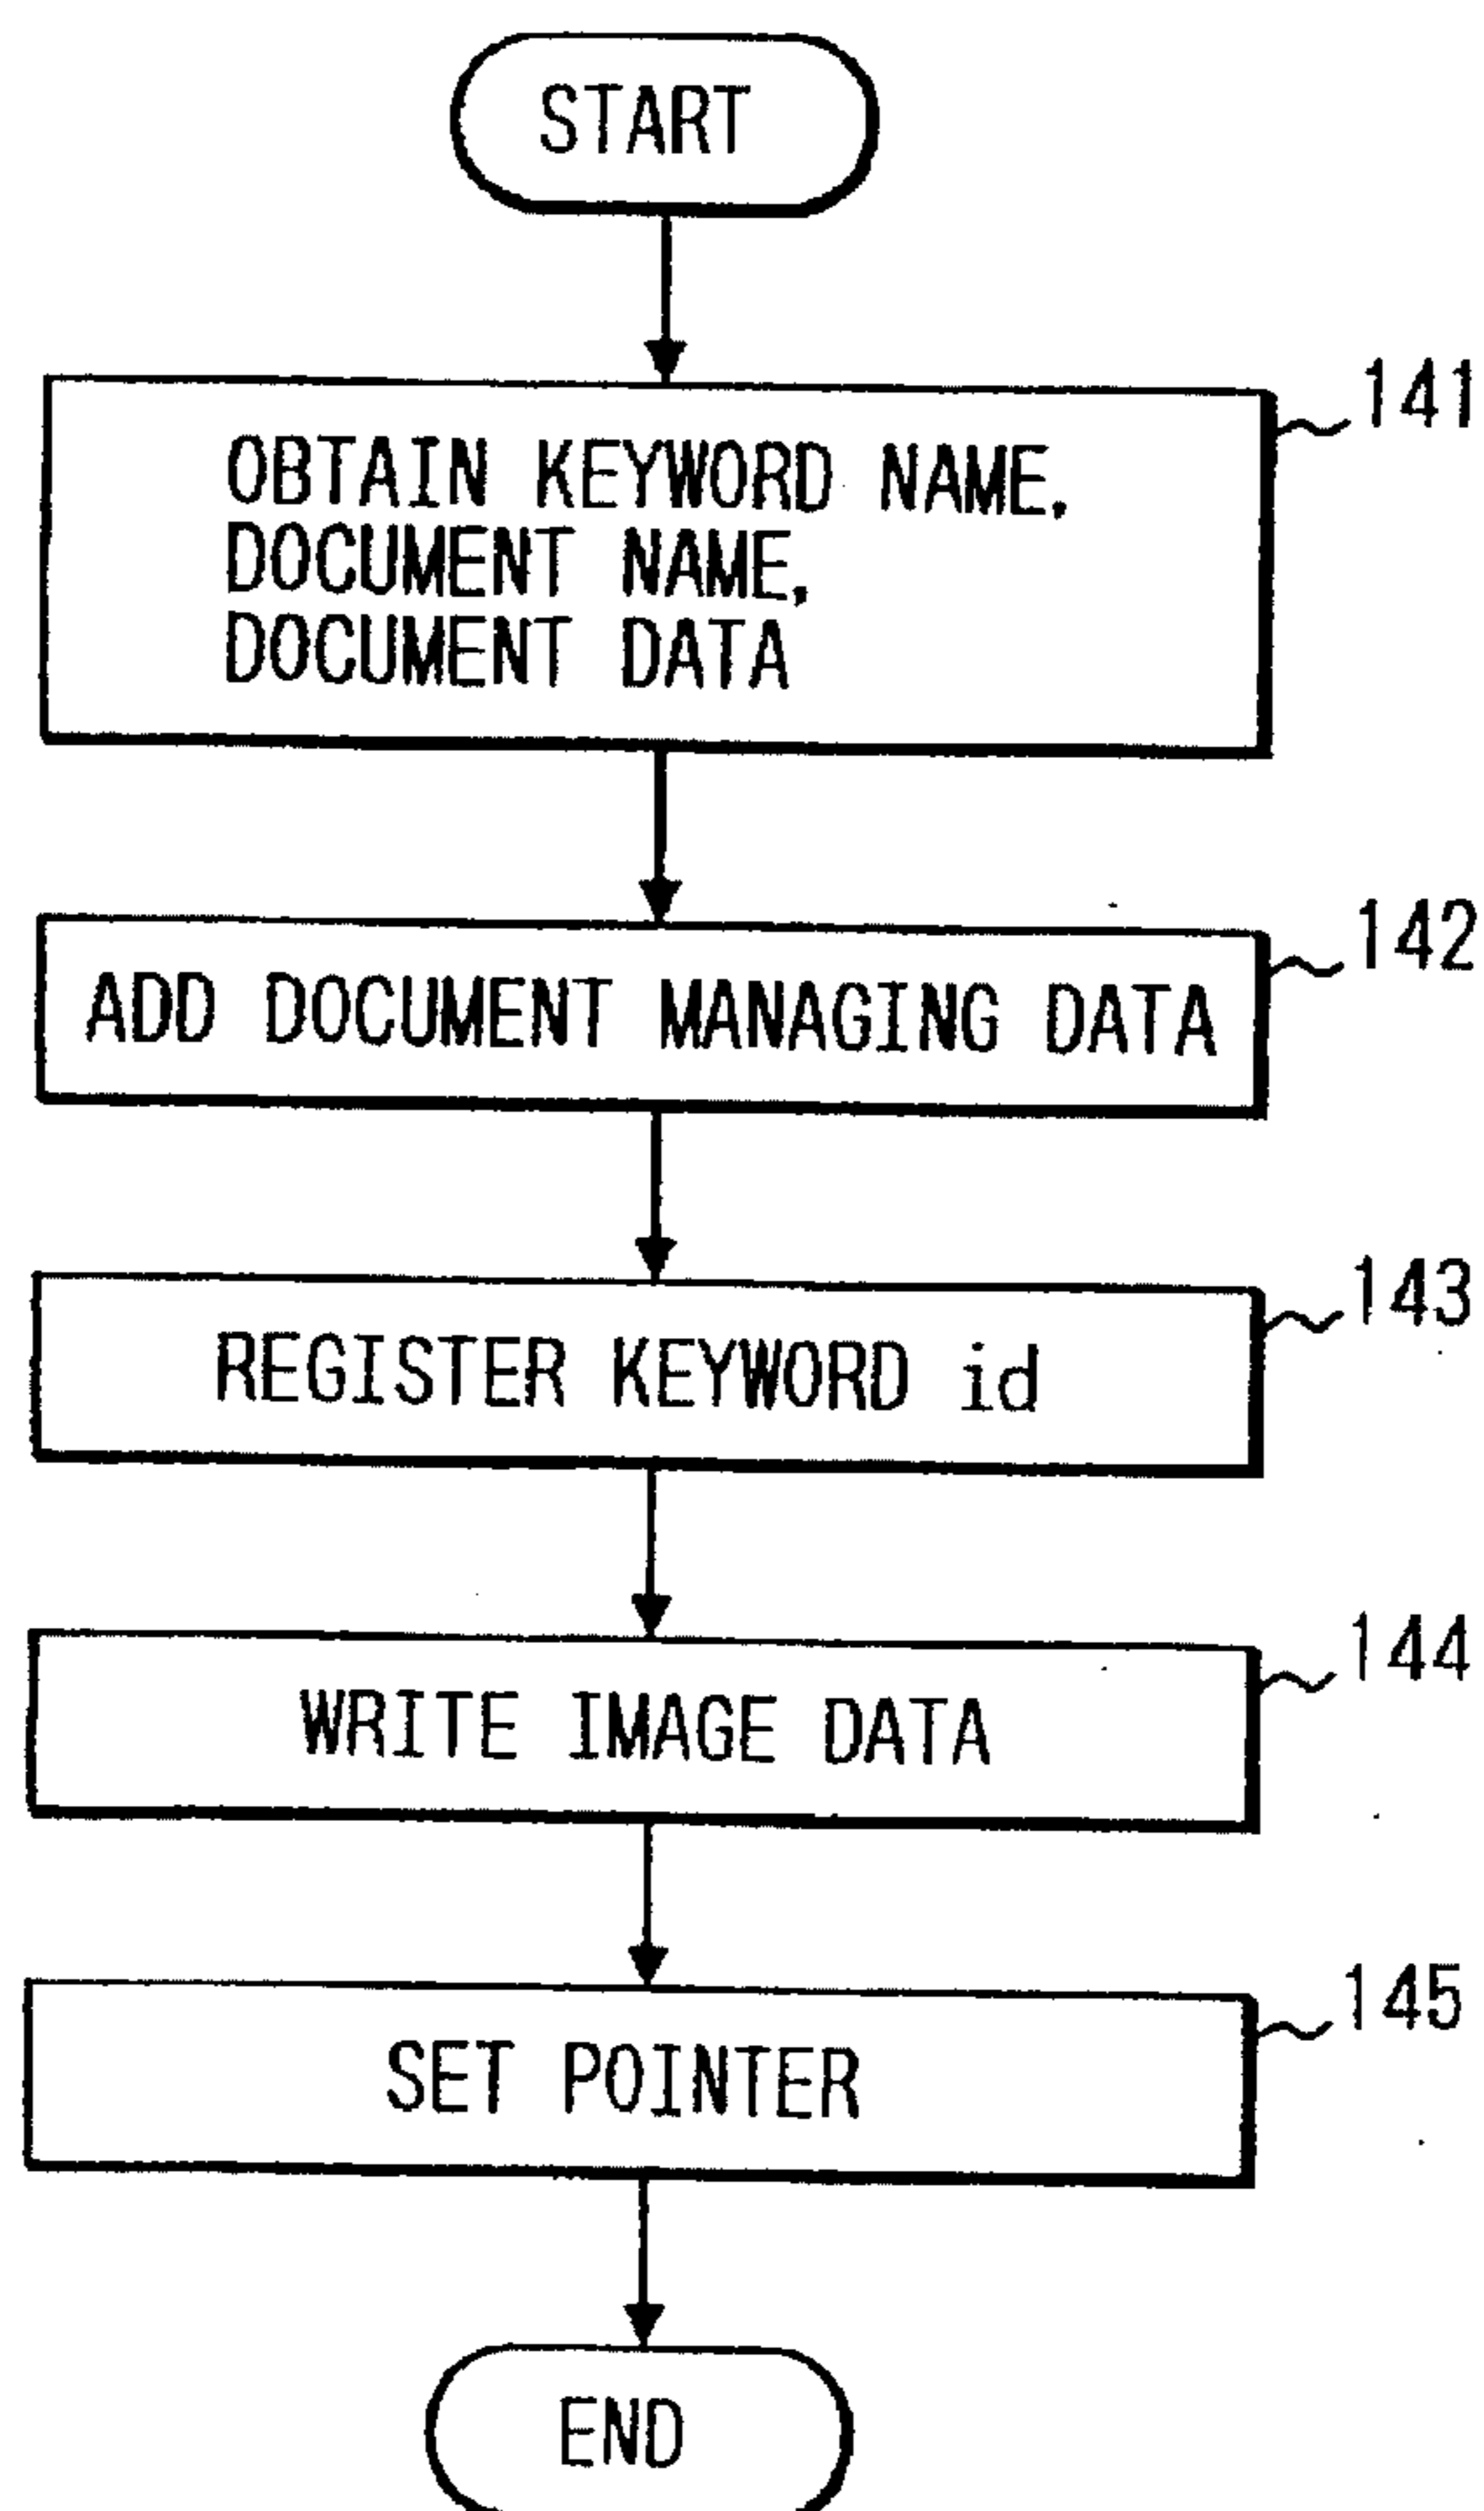 START
141
OBTAIN KEYWORD NAME,
DOCUMENT NAME,
DOCUMENT DATA
142
ADD DOCUMENT MANAGING DATA
143
REGISTER KEYWORD id
144
WRITE IMAGE DATA
145
SET POINTER
END